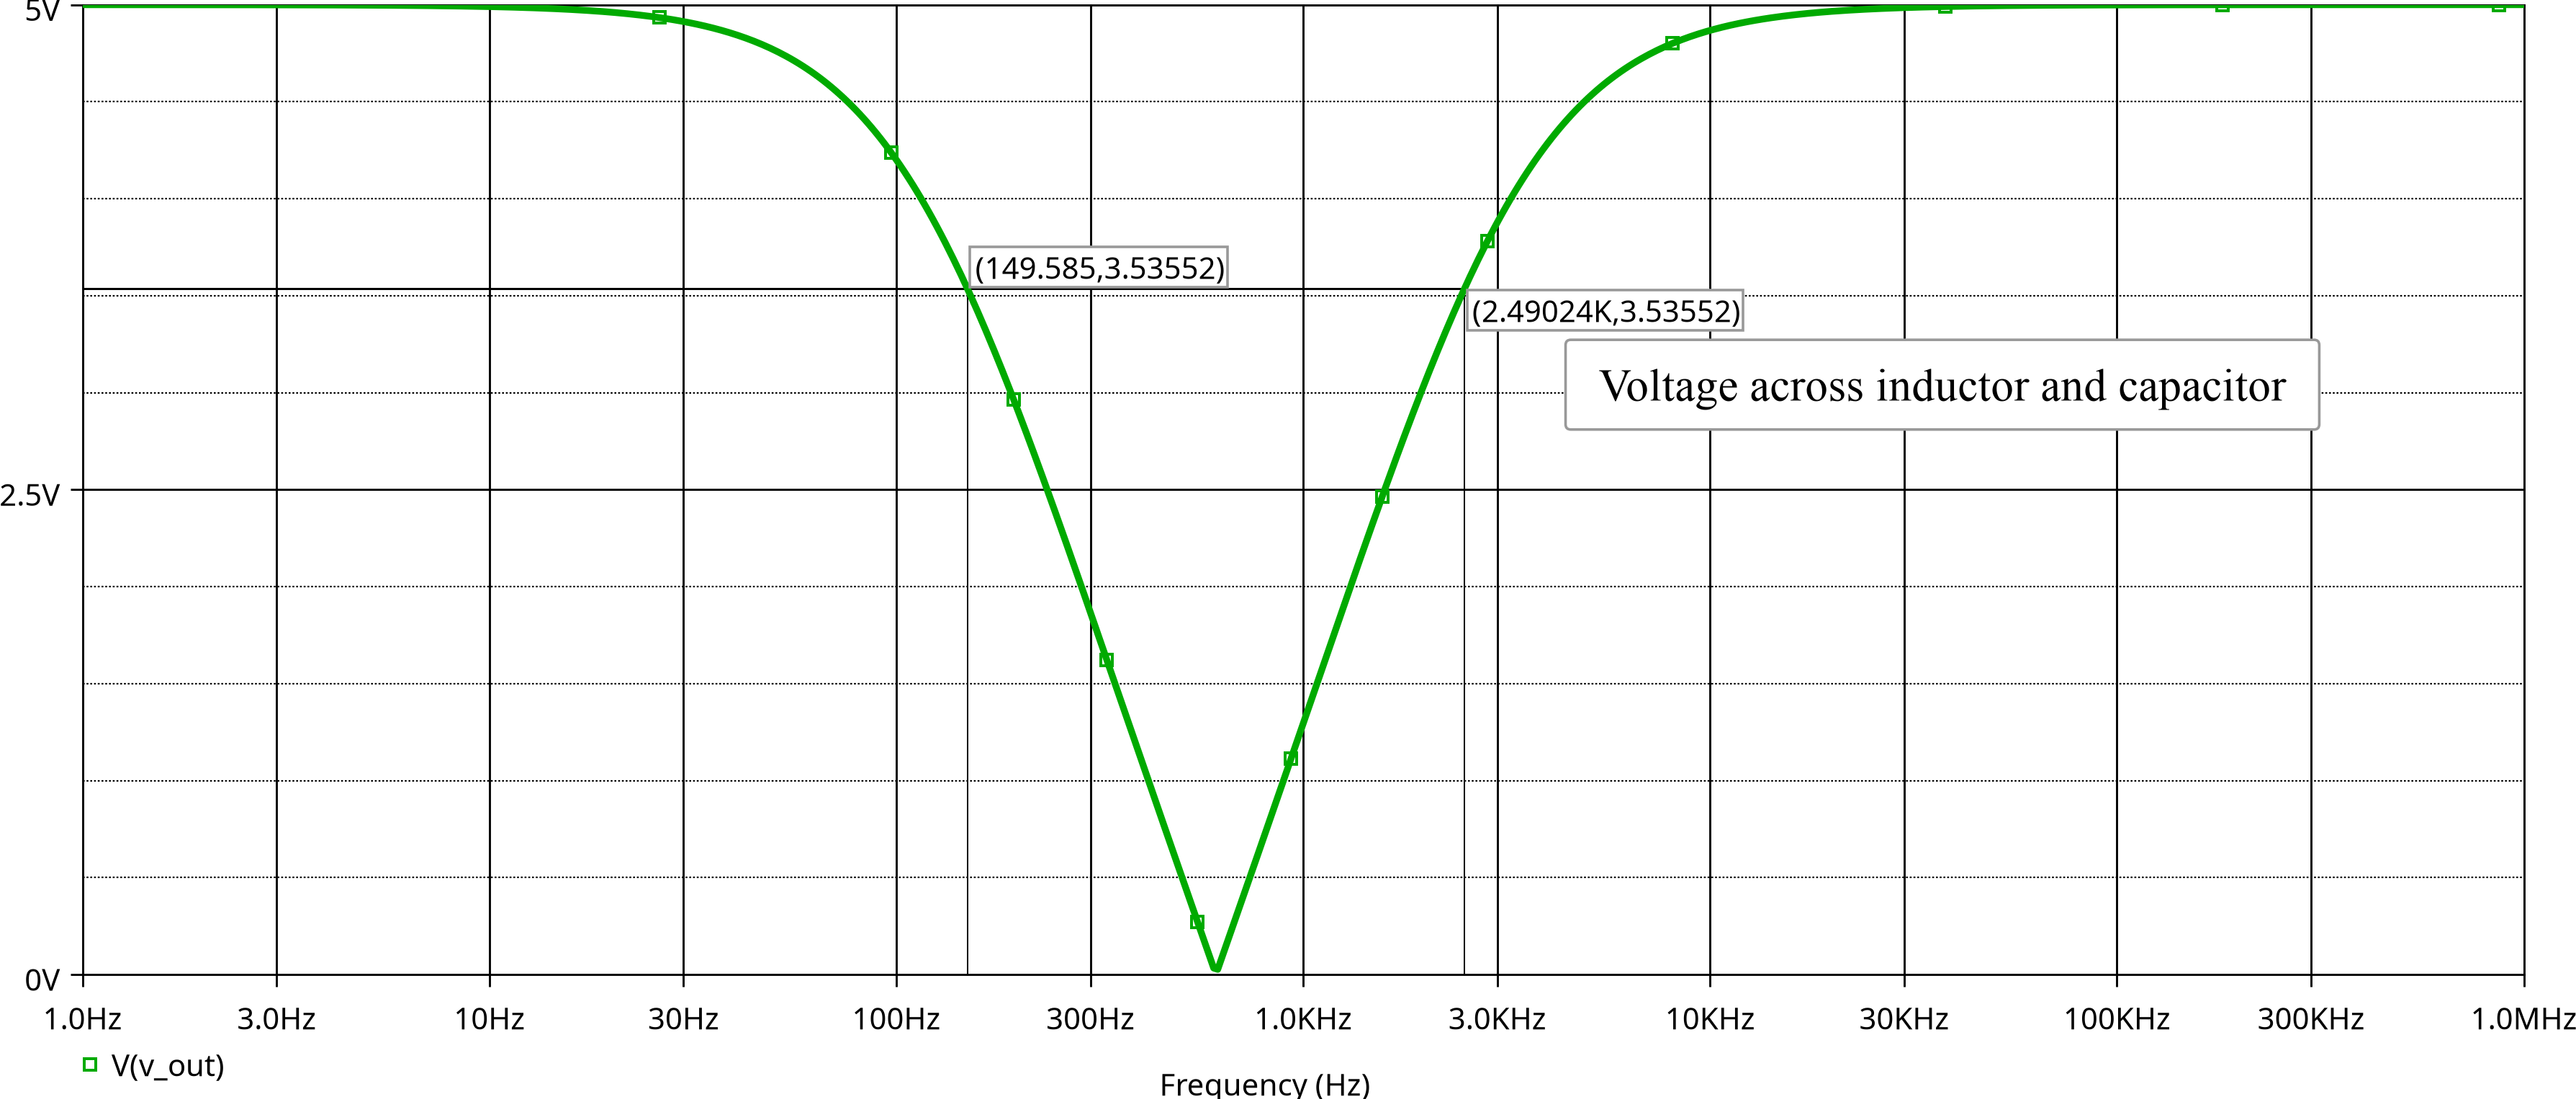 5V
(149.585,3.53552)
(2.49024K,3.53552)
Voltage across inductor and capacitor
2.5V
0V
1.0Hz 3.0Hz 10Hz 30Hz 100Hz 300Hz 1.0KHz 3.0KHz 10KHz 30KHz 100KHz 300KHz 1.0MHz
V(v_out)
Frequency (Hz)